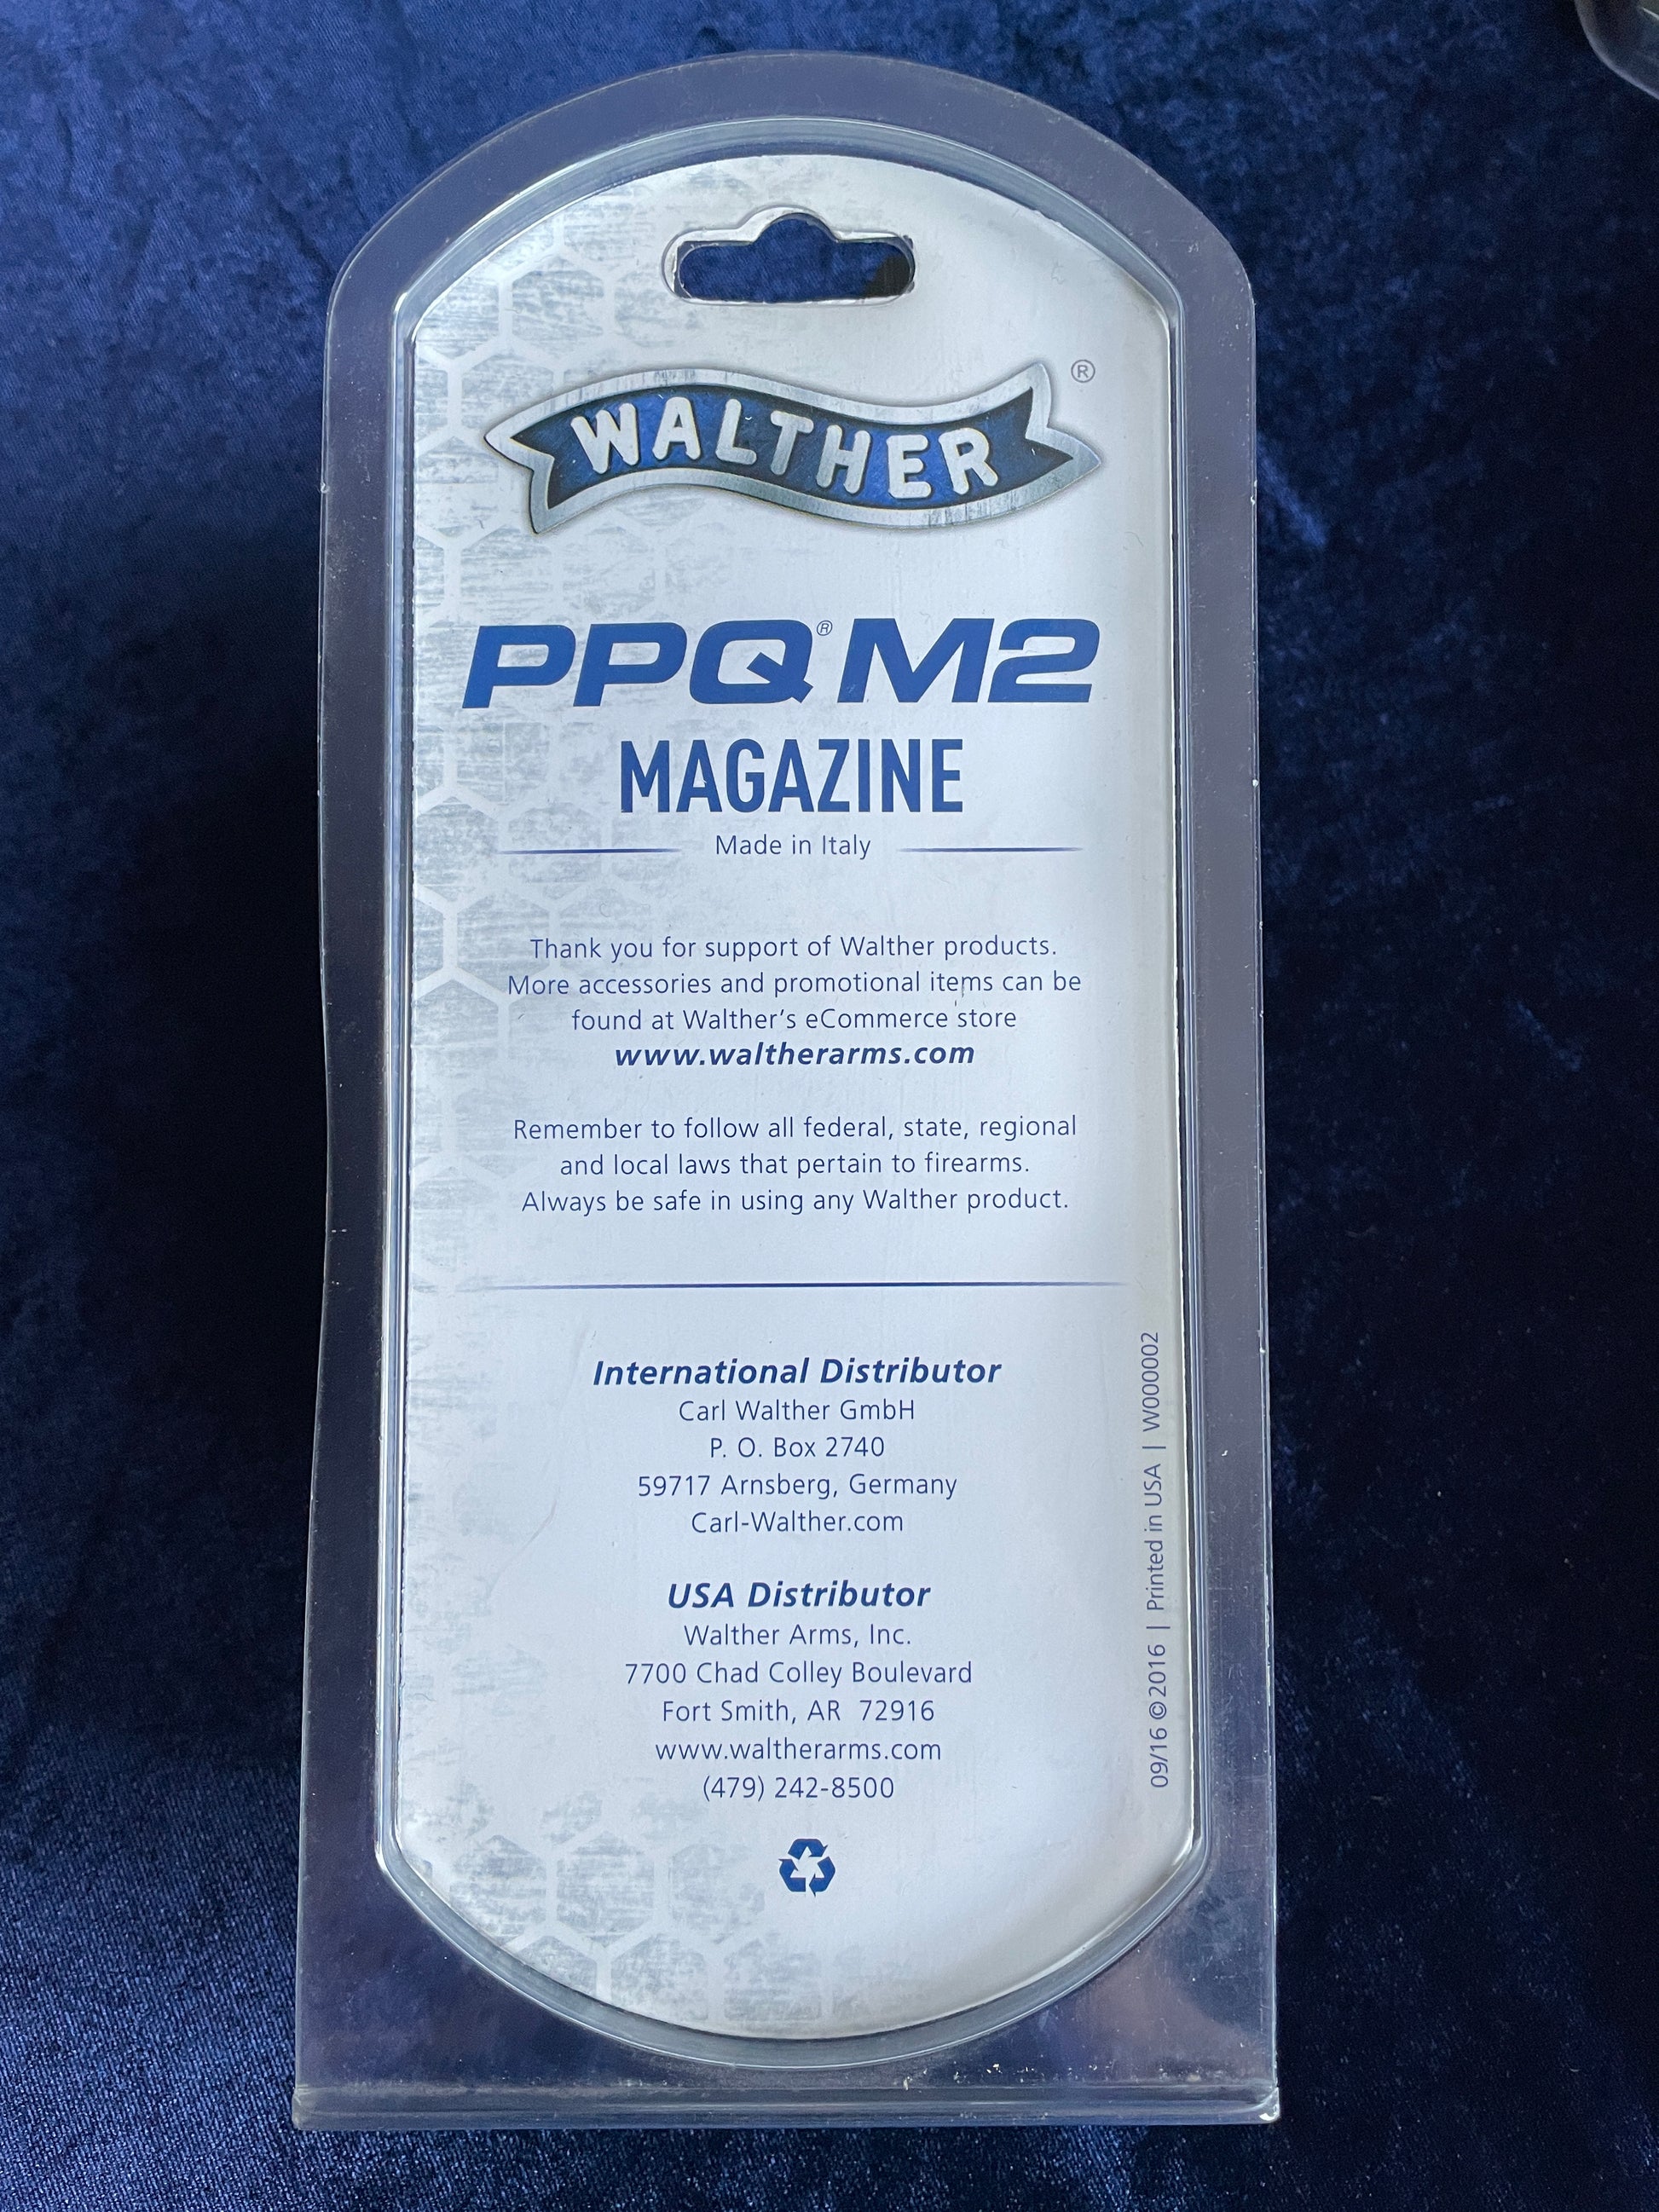 WALTHER ®
PPQ® M2
MAGAZINE
Made in Italy
Thank you for support of Walther products.
More accessories and promotional items can be
found at Walther's eCommerce store
www.waltherarms.com
Remember to follow all federal, state, regional
and local laws that pertain to firearms.
Always be safe in using any Walther product.
International Distributor
Carl Walther GmbH
P. O. Box 2740
59717 Arnsberg, Germany
Carl-Walther.com
USA Distributor
Walther Arms, Inc.
7700 Chad Colley Boulevard
Fort Smith, AR 72916
www.waltherarms.com
(479) 242-8500
09/16 ©2016 | Printed in USA | W000002